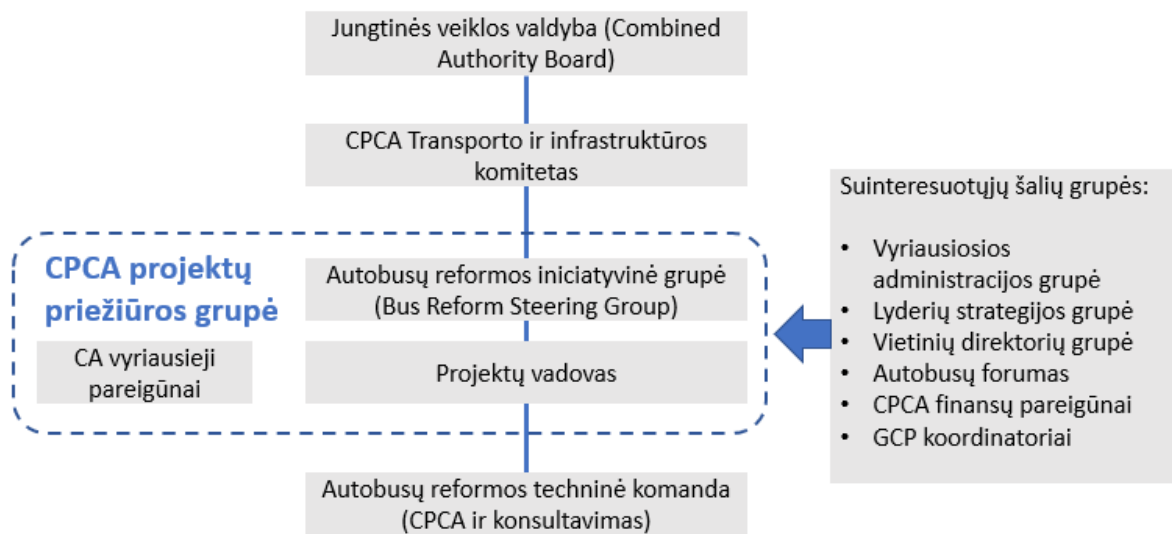 Jungtinės veiklos valdyba (Combined
Authority Board)
CPCA Transporto ir infrastruktūros
komitetas
CPCA projektų
priežiūros grupė
CA vyriausieji
pareigūnai
Autobusų reformos iniciatyvinė grupė
(Bus Reform Steering Group)
Projektų vadovas
Autobusų reformos techninė komanda
(CPCA ir konsultavimas)
Suinteresuotųjų šalių grupės:
• Vyriausiosios
administracijos grupė
• Lyderių strategijos grupė
• Vietinių direktorių grupė
• Autobusų forumas
• CPCA finansų pareigūnai
• GCP koordinatoriai